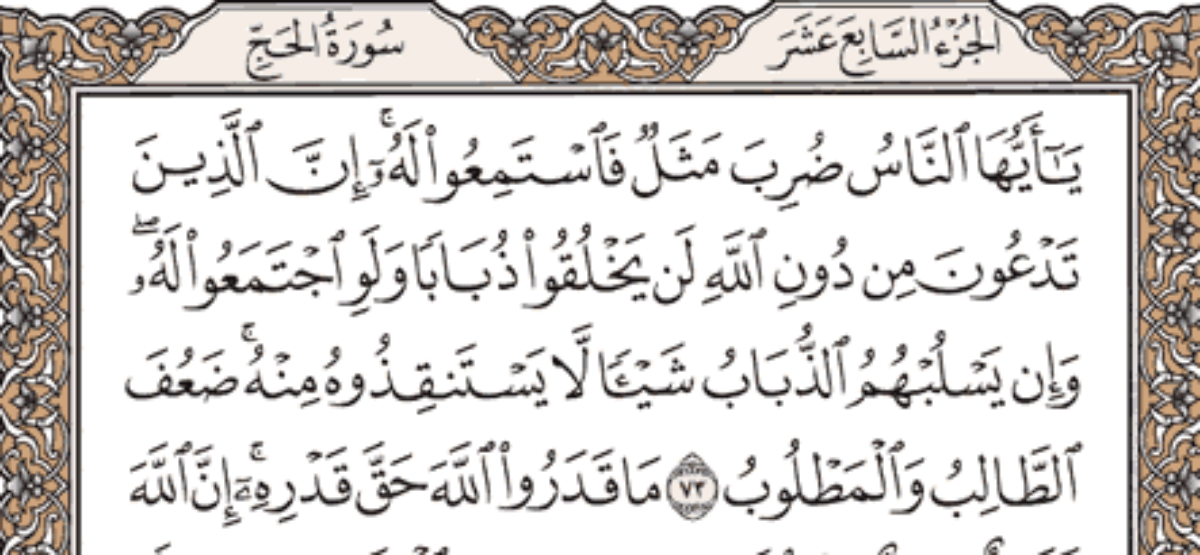 الجُزْءُ السَّابِعَ عَشَرَ
سُورَةُ الحَجِّ
يَٰٓأَيُّهَا ٱلنَّاسُ ضُرِبَ مَثَلٌ فَٱسۡتَمِعُواْ لَهُۥٓۚ إِنَّ ٱلَّذِينَ
تَدۡعُونَ مِن دُونِ ٱللَّهِ لَن يَخۡلُقُواْ ذُبَابٗا وَلَوِ ٱجۡتَمَعُواْ لَهُۥۖ
وَإِن يَسۡلُبۡهُمُ ٱلذُّبَابُ شَيۡـٔٗا لَّا يَسۡتَنقِذُوهُ مِنۡهُۚ ضَعُفَ
ٱلطَّالِبُ وَٱلۡمَطۡلُوبُ ٧٣ مَا قَدَرُواْ ٱللَّهَ حَقَّ قَدۡرِهِۦٓۚ إِنَّ ٱللَّهَ